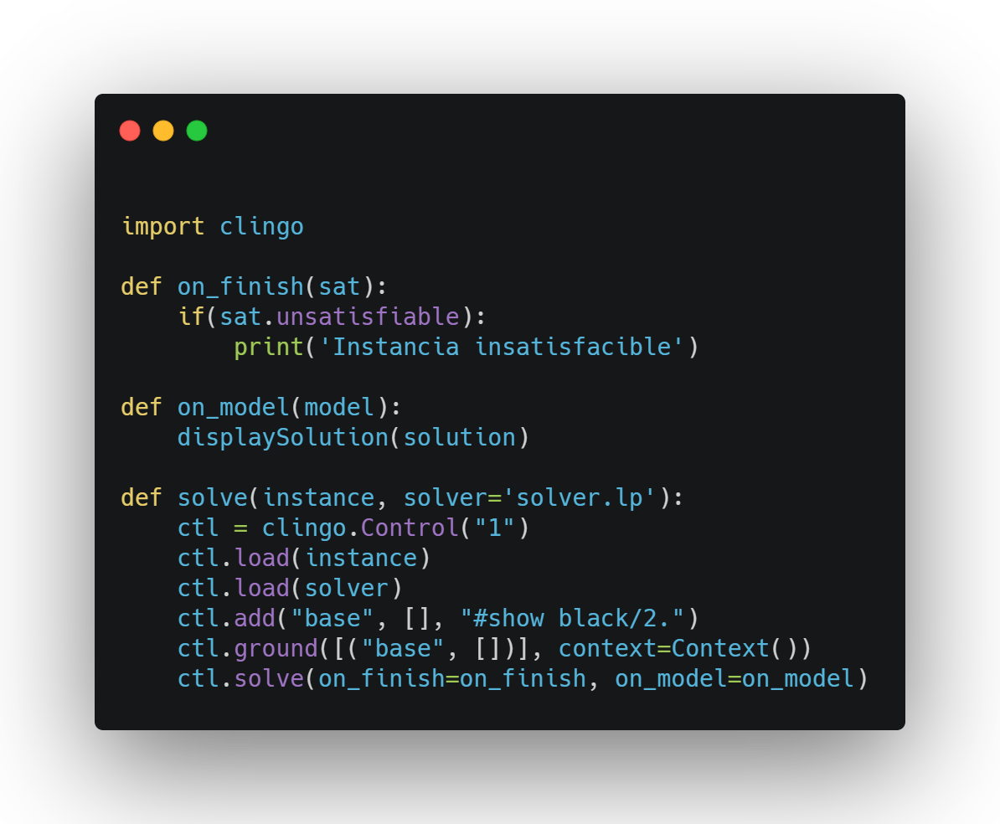 import clingo

def on_finish(sat):
    if(sat.unsatisfiable):
        print('Instancia insatisfacible')

def on_model(model):
    displaySolution(solution)

def solve(instance, solver='solver.lp'):
    ctl = clingo.Control("1")
    ctl.load(instance)
    ctl.load(solver)
    ctl.add("base", [], "#show black/2.")
    ctl.ground([("base", [])], context=Context())
    ctl.solve(on_finish=on_finish, on_model=on_model)